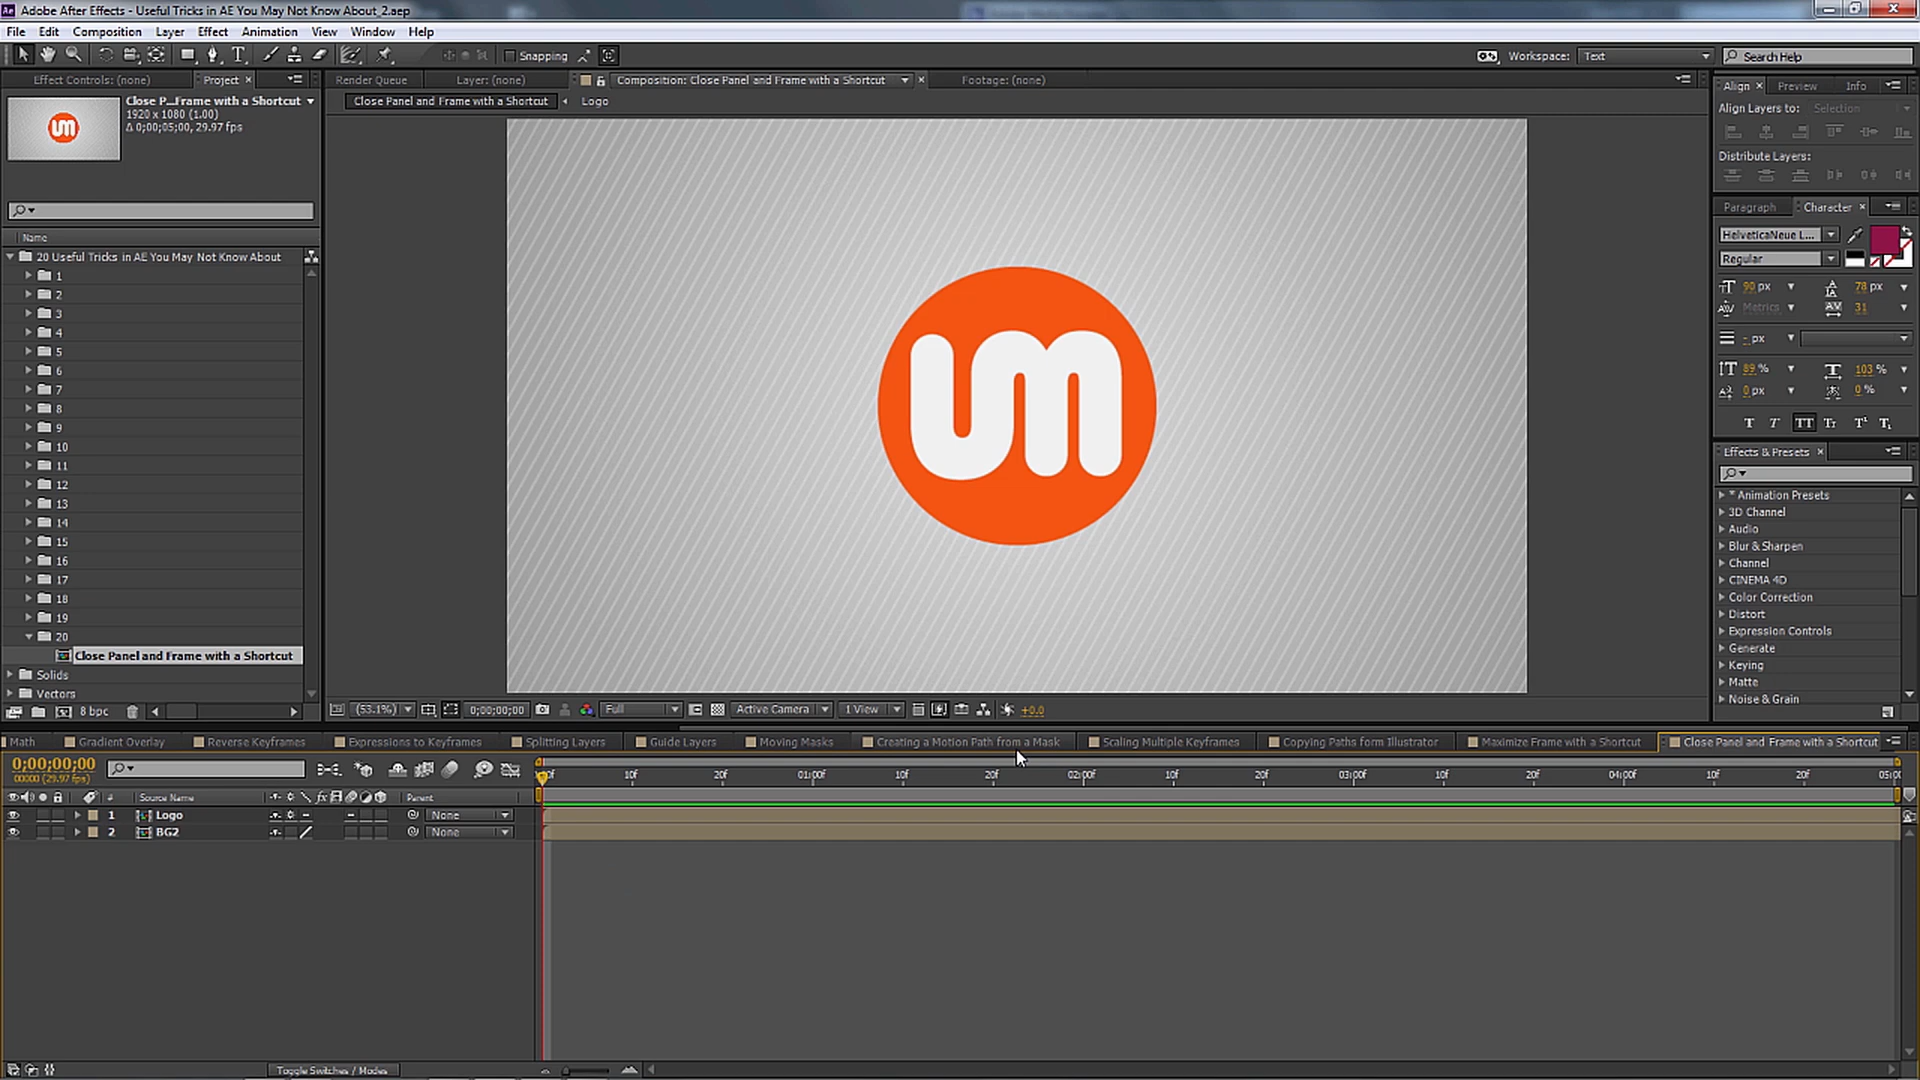 Adobe After Effects - Useful Tricks in AE You May Not Know About_2.aep
File Edit Composition Layer Effect Animation View Window Help
Snapping
Workspace: Text
Search Help
Effect Controls: (none) Project
Close P...Frame with a Shortcut
1920 x 1080 (1.00)
Δ 0;00;05;00, 29.97 fps
Name
20 Useful Tricks in AE You May Not Know About
1
2
3
4
5
6
7
8
9
10
11
12
13
14
15
16
17
18
19
20
Close Panel and Frame with a Shortcut
Solids
Vectors
8 bpc
Render Queue Layer: (none) Composition: Close Panel and Frame with a Shortcut Footage: (none)
Close Panel and Frame with a Shortcut Logo
um
(53.1%) 0;00;00;00 Full Active Camera 1 View +0.0
Align Preview Info
Align Layers to: Selection
Distribute Layers:
Paragraph Character
HelveticaNeue L...
Regular
90 px 78 px
Metrics 31
- px
89 % 103 %
0 px 0 %
T T TT Tr T¹ T₁
Effects & Presets
* Animation Presets
3D Channel
Audio
Blur & Sharpen
Channel
CINEMA 4D
Color Correction
Distort
Expression Controls
Generate
Keying
Matte
Noise & Grain
Math Gradient Overlay Reverse Keyframes Expressions to Keyframes Splitting Layers Guide Layers Moving Masks Creating a Motion Path from a Mask Scaling Multiple Keyframes Copying Paths form Illustrator Maximize Frame with a Shortcut Close Panel and Frame with a Shortcut
0;00;00;00
00000 (29.97 fps)
10f 20f 01:00f 10f 20f 02:00f 10f 20f 03:00f 10f 20f 04:00f 10f 20f
# Source Name Parent
1 Logo None
2 BG2 None
Toggle Switches / Modes